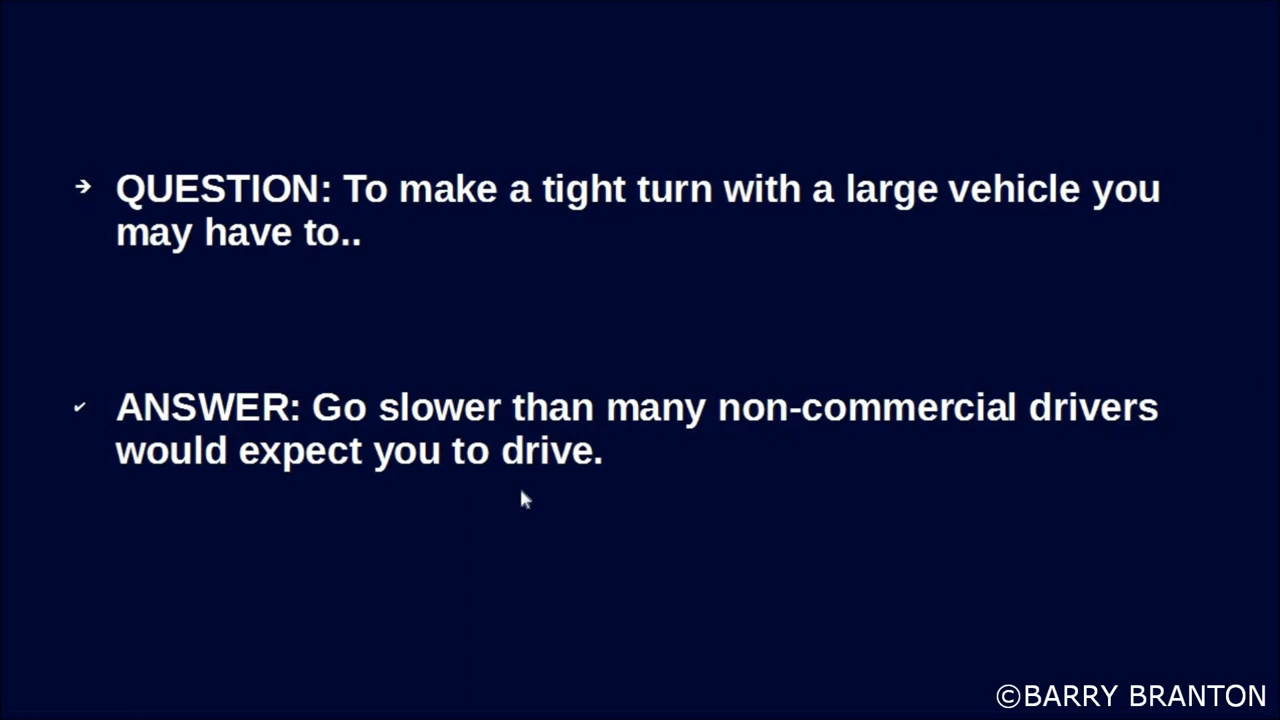 ➔ QUESTION: To make a tight turn with a large vehicle you
may have to..
✔ ANSWER: Go slower than many non-commercial drivers
would expect you to drive.
©BARRY BRANTON